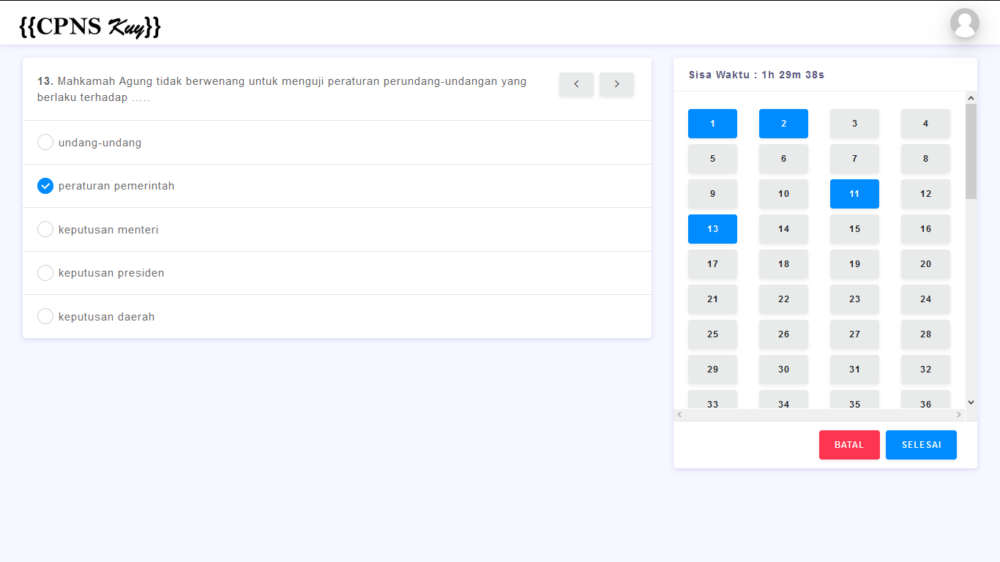 {{CPNS Kuy}}
13. Mahkamah Agung tidak berwenang untuk menguji peraturan perundang-undangan yang
berlaku terhadap .....
undang-undang
peraturan pemerintah
keputusan menteri
keputusan presiden
keputusan daerah
Sisa Waktu : 1h 29m 38s
1 2 3 4
5 6 7 8
9 10 11 12
13 14 15 16
17 18 19 20
21 22 23 24
25 26 27 28
29 30 31 32
33 34 35 36
BATAL SELESAI